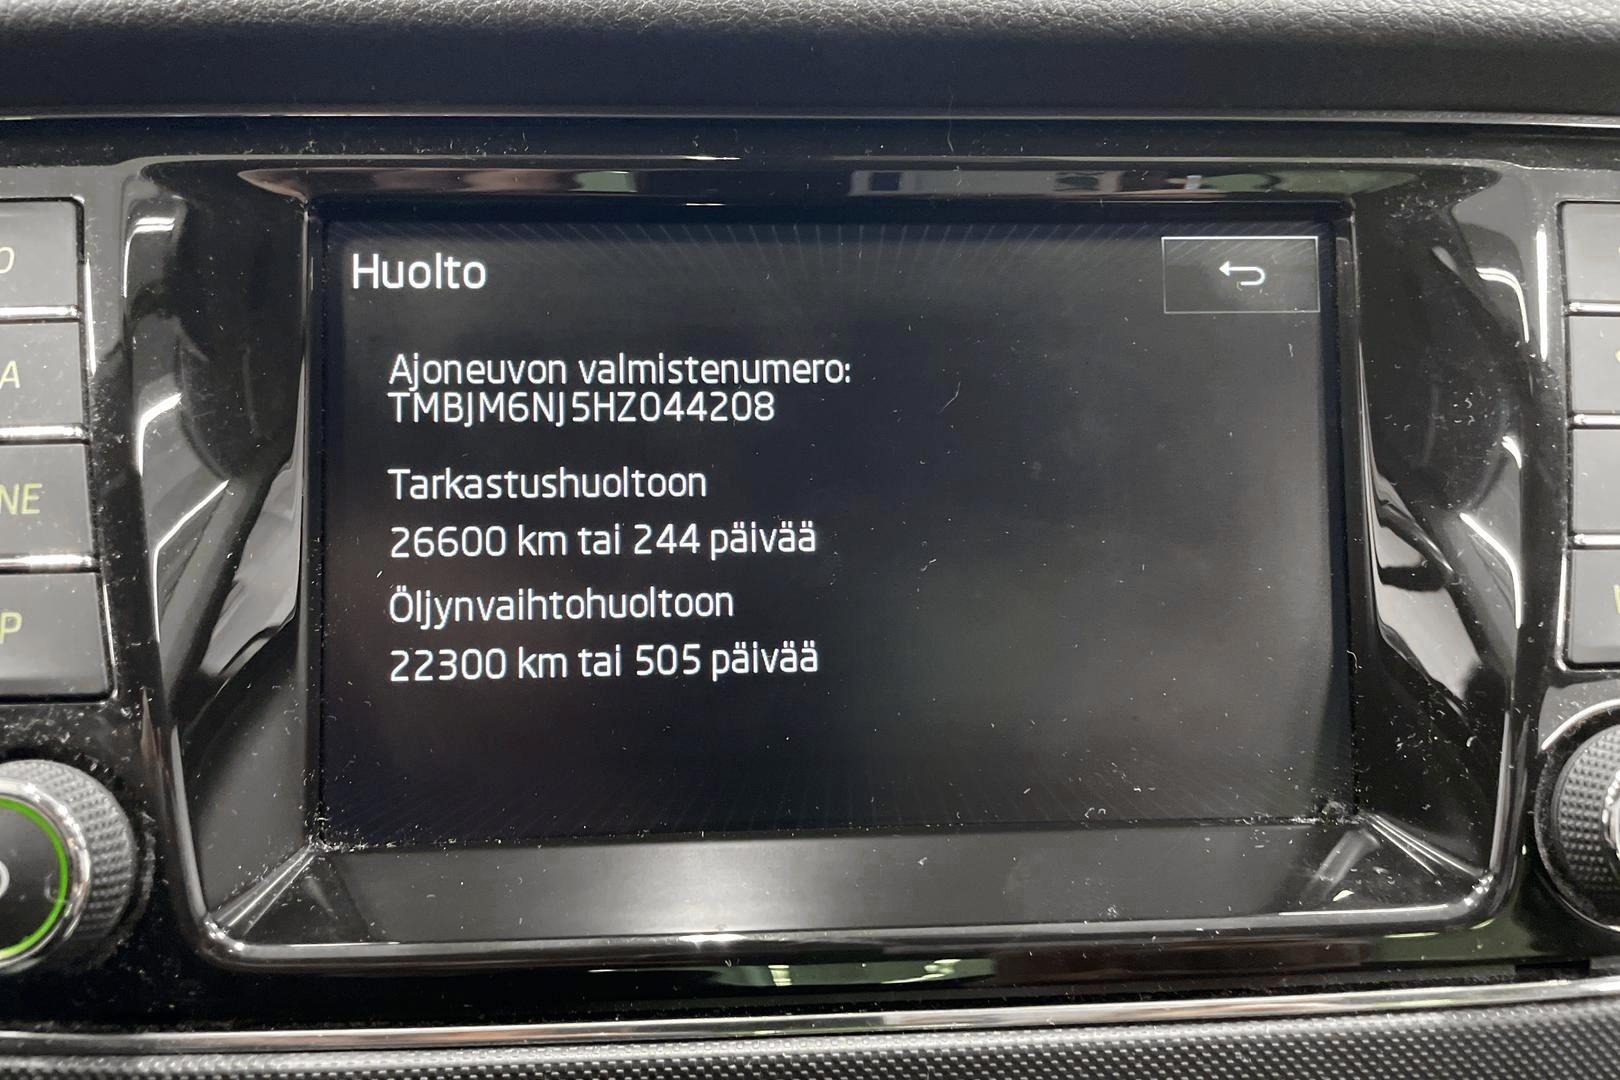 Huolto
Ajoneuvon valmistenumero:
TMBJM6NJ5HZ044208
Tarkastushuoltoon
26600 km tai 244 päivää
Öljynvaihtohuoltoon
22300 km tai 505 päivää